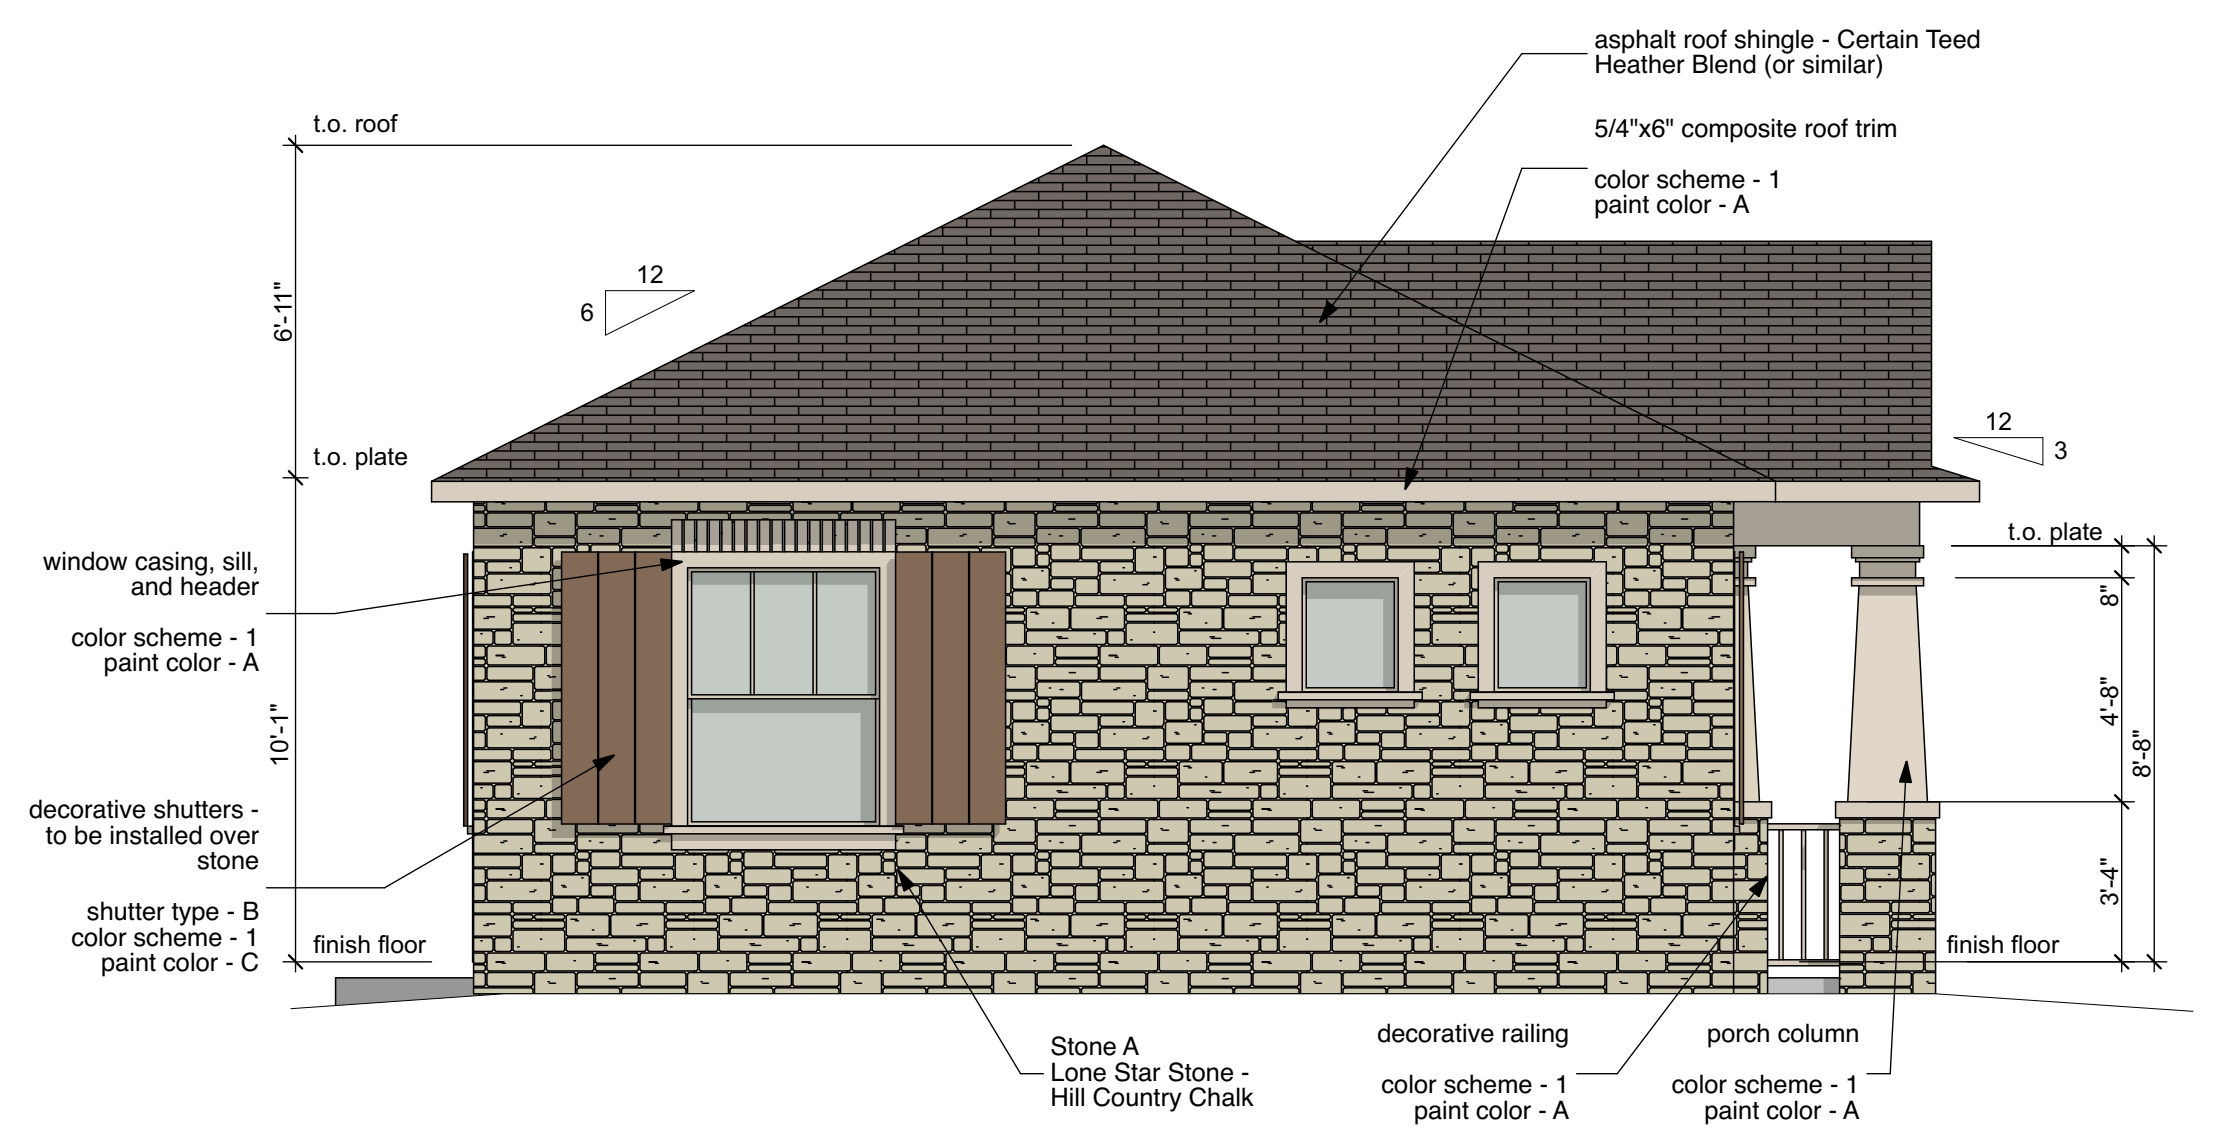 asphalt roof shingle - Certain Teed
Heather Blend (or similar)
5/4"x6" composite roof trim
color scheme - 1
paint color - A
t.o. roof
6'-11"
12
6
t.o. plate
12
3
t.o. plate
window casing, sill,
and header
color scheme - 1
paint color - A
10'-1"
8"
4'-8"
8'-8"
3'-4"
decorative shutters -
to be installed over
stone
shutter type - B
color scheme - 1
paint color - C
finish floor
finish floor
Stone A
Lone Star Stone -
Hill Country Chalk
decorative railing
color scheme - 1
paint color - A
porch column
color scheme - 1
paint color - A